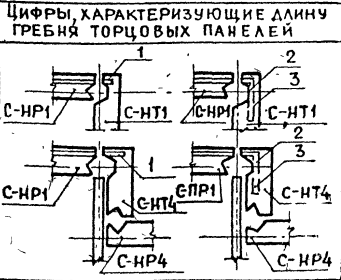 Цифры, характеризующие длину
гребня торцовых панелей
1
2
3
С-НР1
С-НТ1
С-НР1
С-НТ1
1
2
3
С-НР1
С-НТ4
С-ПР1
С-НТ4
С-НР4
С-НР4